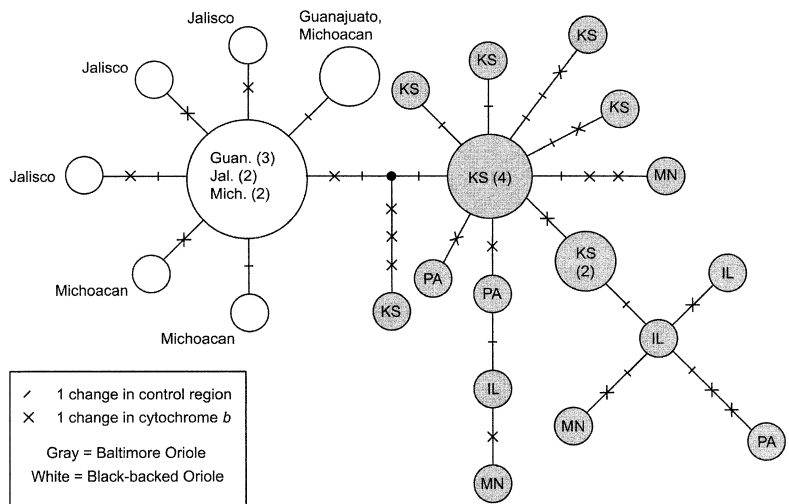 Jalisco
Guanajuato,
Michoacan
Jalisco
KS
KS
KS
KS
Jalisco
Guan. (3)
Jal. (2)
Mich. (2)
KS (4)
MN
Michoacan
Michoacan
KS
PA
PA
KS
(2)
IL
IL
IL
MN
PA
MN
1 change in control region
1 change in cytochrome b
Gray = Baltimore Oriole
White = Black-backed Oriole